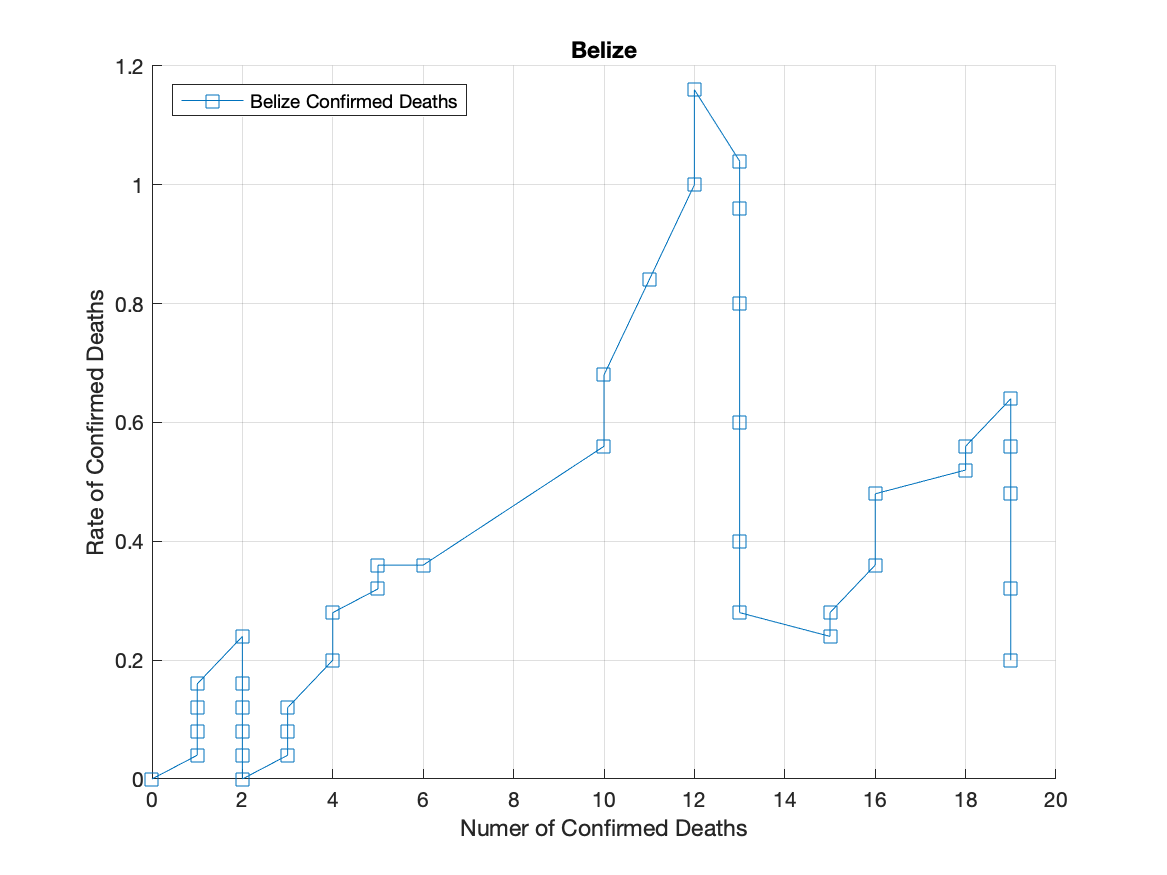 Belize
Belize Confirmed Deaths
1.2
1
0.8
0.6
0.4
0.2
0
Rate of Confirmed Deaths
0 2 4 6 8 10 12 14 16 18 20
Numer of Confirmed Deaths